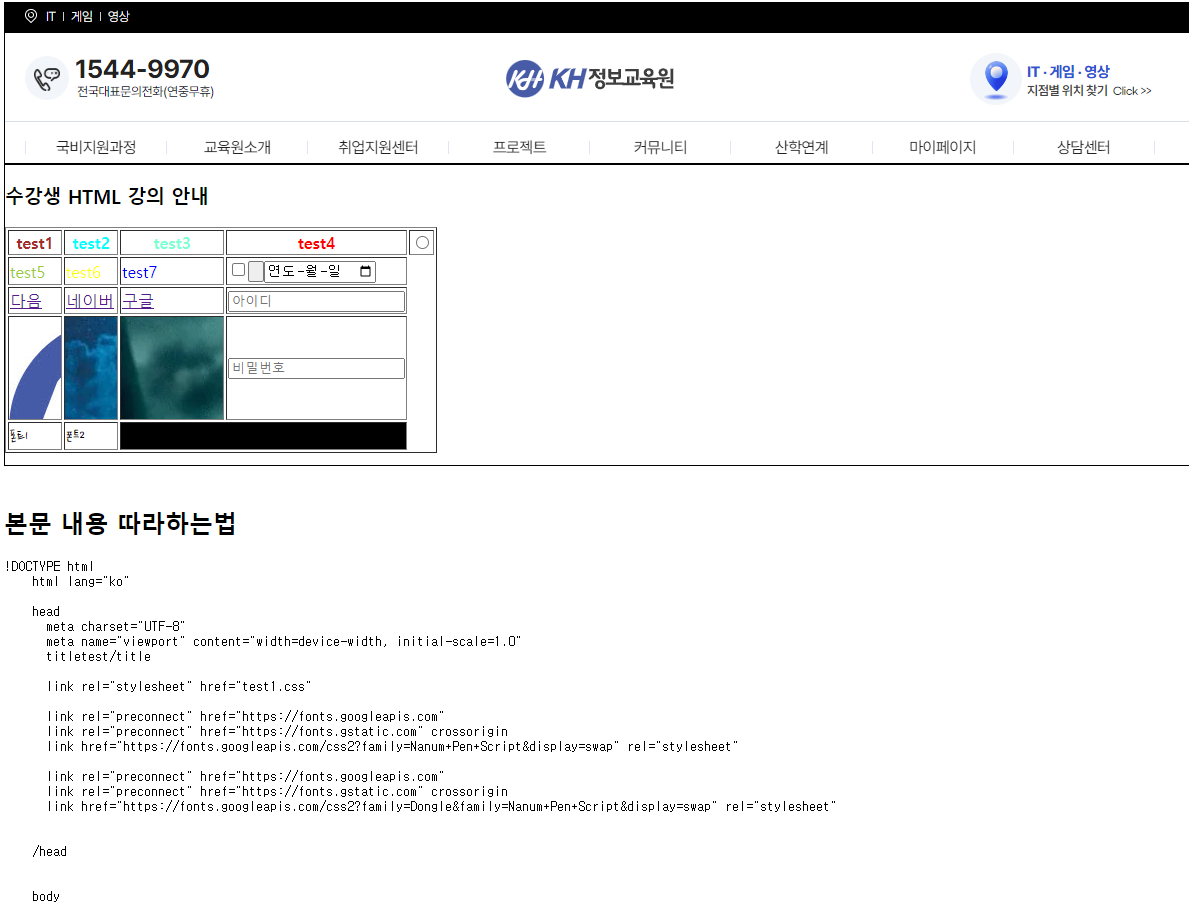 IT | 게임 | 영상
1544-9970
전국대표문의전화(연중무휴)
KH KH정보교육원
IT · 게임 · 영상
지점별 위치 찾기 Click >>
국비지원과정 교육원소개 취업지원센터 프로젝트 커뮤니티 산학연계 마이페이지 상담센터
수강생 HTML 강의 안내
test1 test2 test3 test4
test5 test6 test7 연도-월-일
다음 네이버 구글 아이디
비밀번호
폰트1 폰트2
본문 내용 따라하는법
!DOCTYPE html
html lang="ko"
head
meta charset="UTF-8"
meta name="viewport" content="width=device-width, initial-scale=1.0"
titletest/title
link rel="stylesheet" href="test1.css"
link rel="preconnect" href="https://fonts.googleapis.com"
link rel="preconnect" href="https://fonts.gstatic.com" crossorigin
link href="https://fonts.googleapis.com/css2?family=Nanum+Pen+Script&display=swap" rel="stylesheet"
link rel="preconnect" href="https://fonts.googleapis.com"
link rel="preconnect" href="https://fonts.gstatic.com" crossorigin
link href="https://fonts.googleapis.com/css2?family=Dongle&family=Nanum+Pen+Script&display=swap" rel="stylesheet"
/head
body